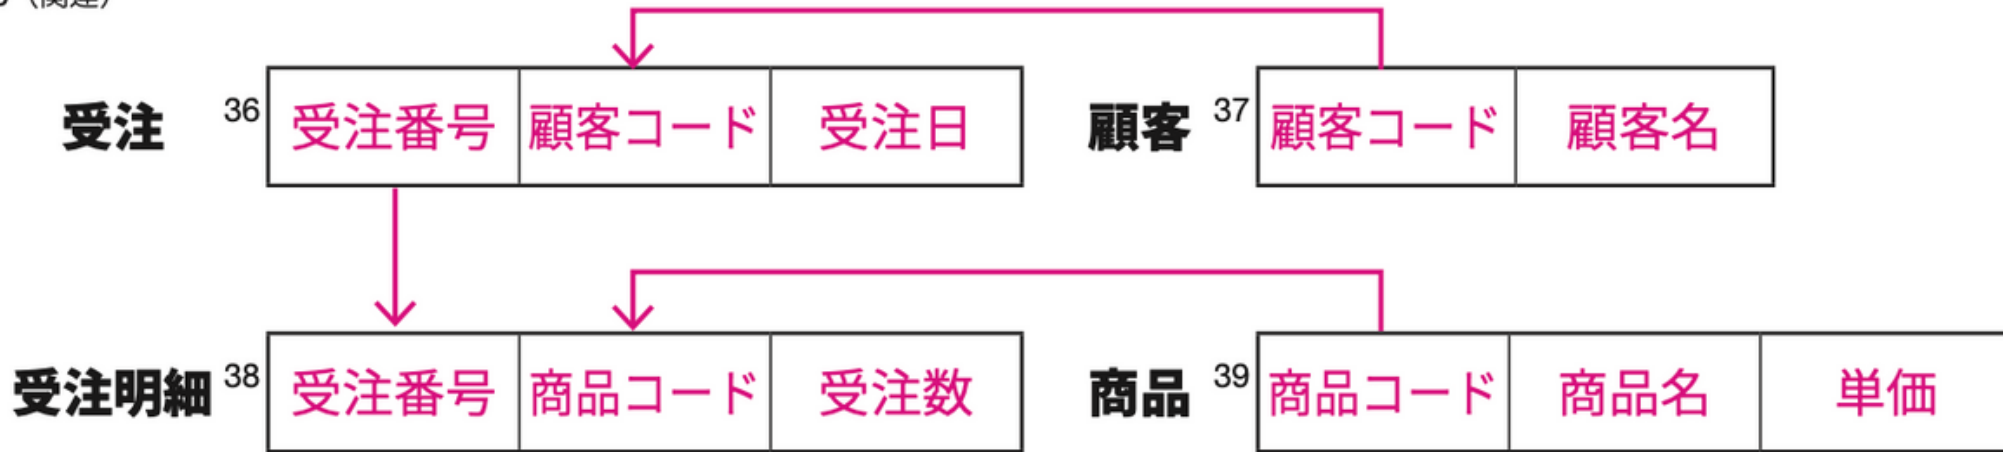 (関連)
受注 36 受注番号 顧客コード 受注日 顧客 37 顧客コード 顧客名
受注明細 38 受注番号 商品コード 受注数 商品 39 商品コード 商品名 単価